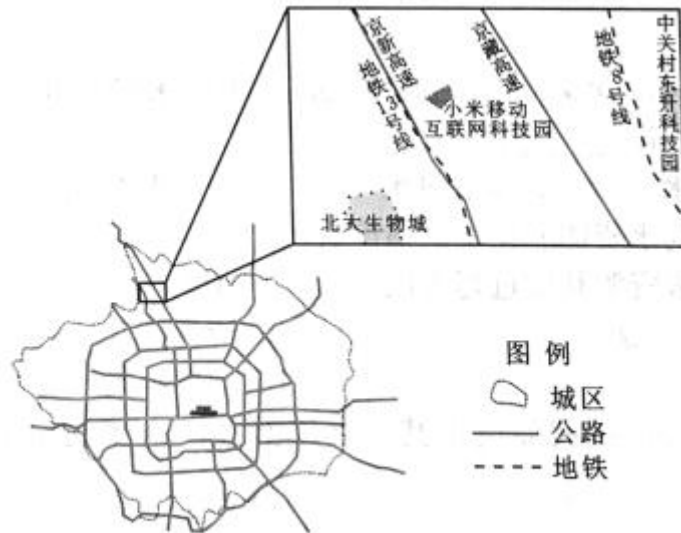 京新高速
地铁13号线
京藏高速
地铁8号线
中关村东升科技园
小米移动
互联网科技园
北大生物城
图例
城区
公路
地铁